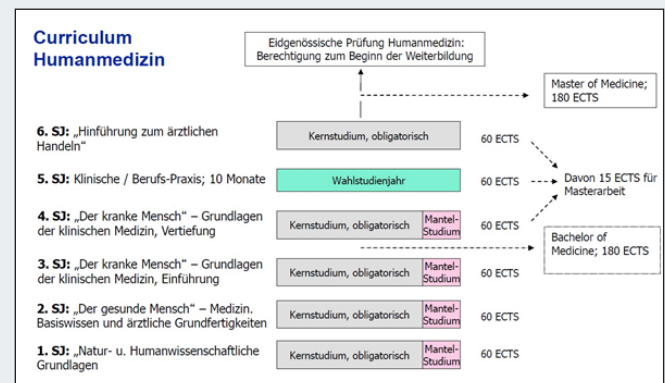 Curriculum
Humanmedizin
Eidgenössische Prüfung Humanmedizin:
Berechtigung zum Beginn der Weiterbildung
Master of Medicine;
180 ECTS
6. SJ: „Hinführung zum ärztlichen
Handeln“
Kernstudium, obligatorisch
60 ECTS
5. SJ: Klinische / Berufs-Praxis; 10 Monate
Wahlstudienjahr
60 ECTS
Davon 15 ECTS für
Masterarbeit
4. SJ: „Der kranke Mensch“ – Grundlagen
der klinischen Medizin, Vertiefung
Kernstudium, obligatorisch
Mantel-
Studium
60 ECTS
Bachelor of
Medicine; 180 ECTS
3. SJ: „Der kranke Mensch“ – Grundlagen
der klinischen Medizin, Einführung
Kernstudium, obligatorisch
Mantel-
Studium
60 ECTS
2. SJ: „Der gesunde Mensch“ – Medizin.
Basiswissen und ärztliche Grundfertigkeiten
Kernstudium, obligatorisch
Mantel-
Studium
60 ECTS
1. SJ: „Natur- u. Humanwissenschaftliche
Grundlagen
Kernstudium, obligatorisch
Mantel-
Studium
60 ECTS